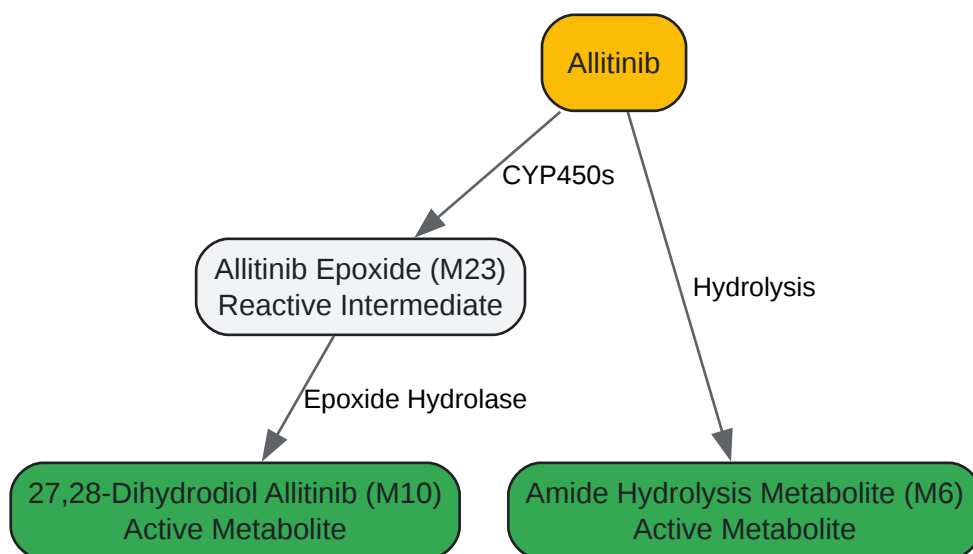 Allitinib
CYP450s
Allitinib Epoxide (M23)
Reactive Intermediate
Hydrolysis
Epoxide Hydrolase
27,28-Dihydrodiol Allitinib (M10)
Active Metabolite
Amide Hydrolysis Metabolite (M6)
Active Metabolite